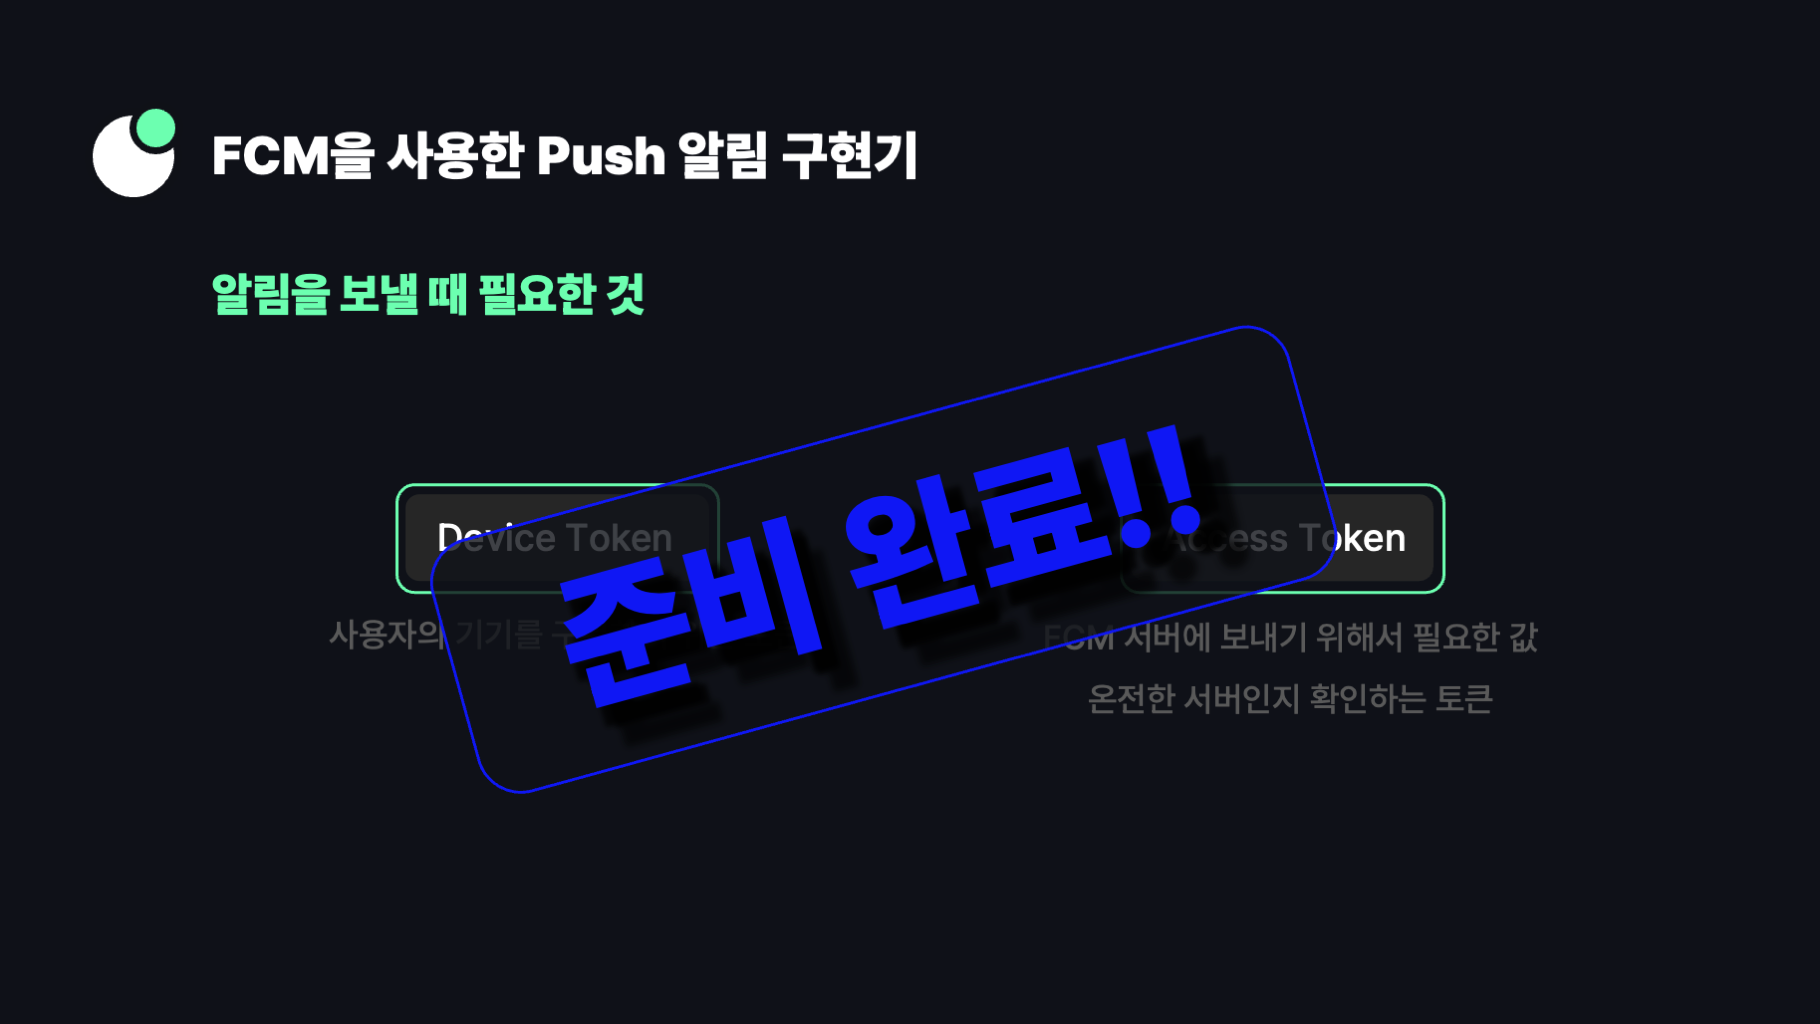 FCM을 사용한 Push 알림 구현기
알림을 보낼 때 필요한 것
준비 완료!!
Device Token
사용자의 기기를
Access Token
FCM 서버에 보내기 위해서 필요한 값
온전한 서버인지 확인하는 토큰